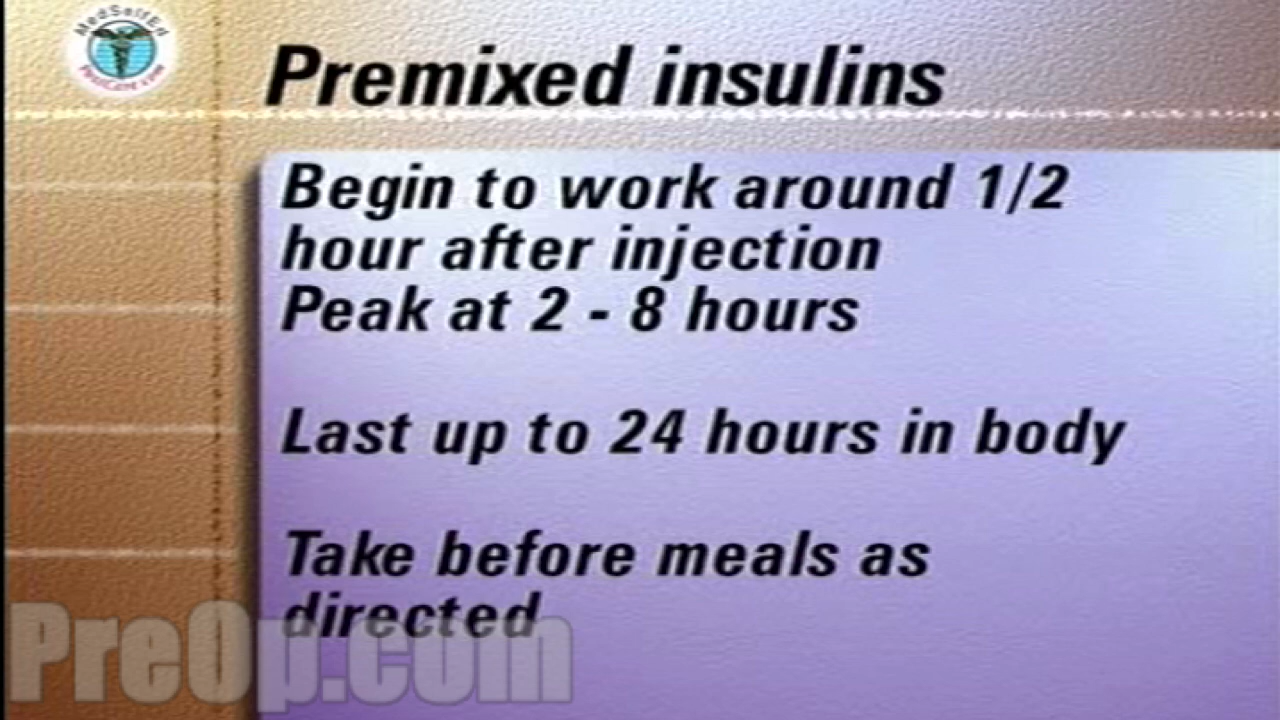 MedSelfEd
Premixed insulins
Begin to work around 1/2
hour after injection
Peak at 2 - 8 hours
Last up to 24 hours in body
Take before meals as
directed
PreOp.com